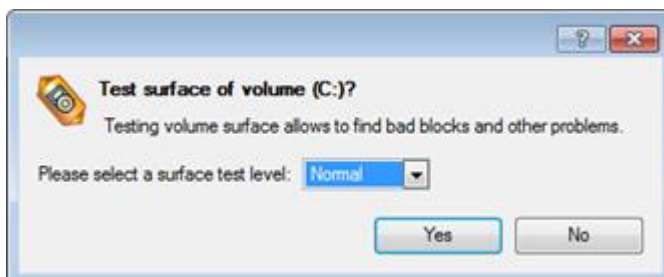 ?
Test surface of volume (C:)?
Testing volume surface allows to find bad blocks and other problems.
Please select a surface test level: Normal
Yes No